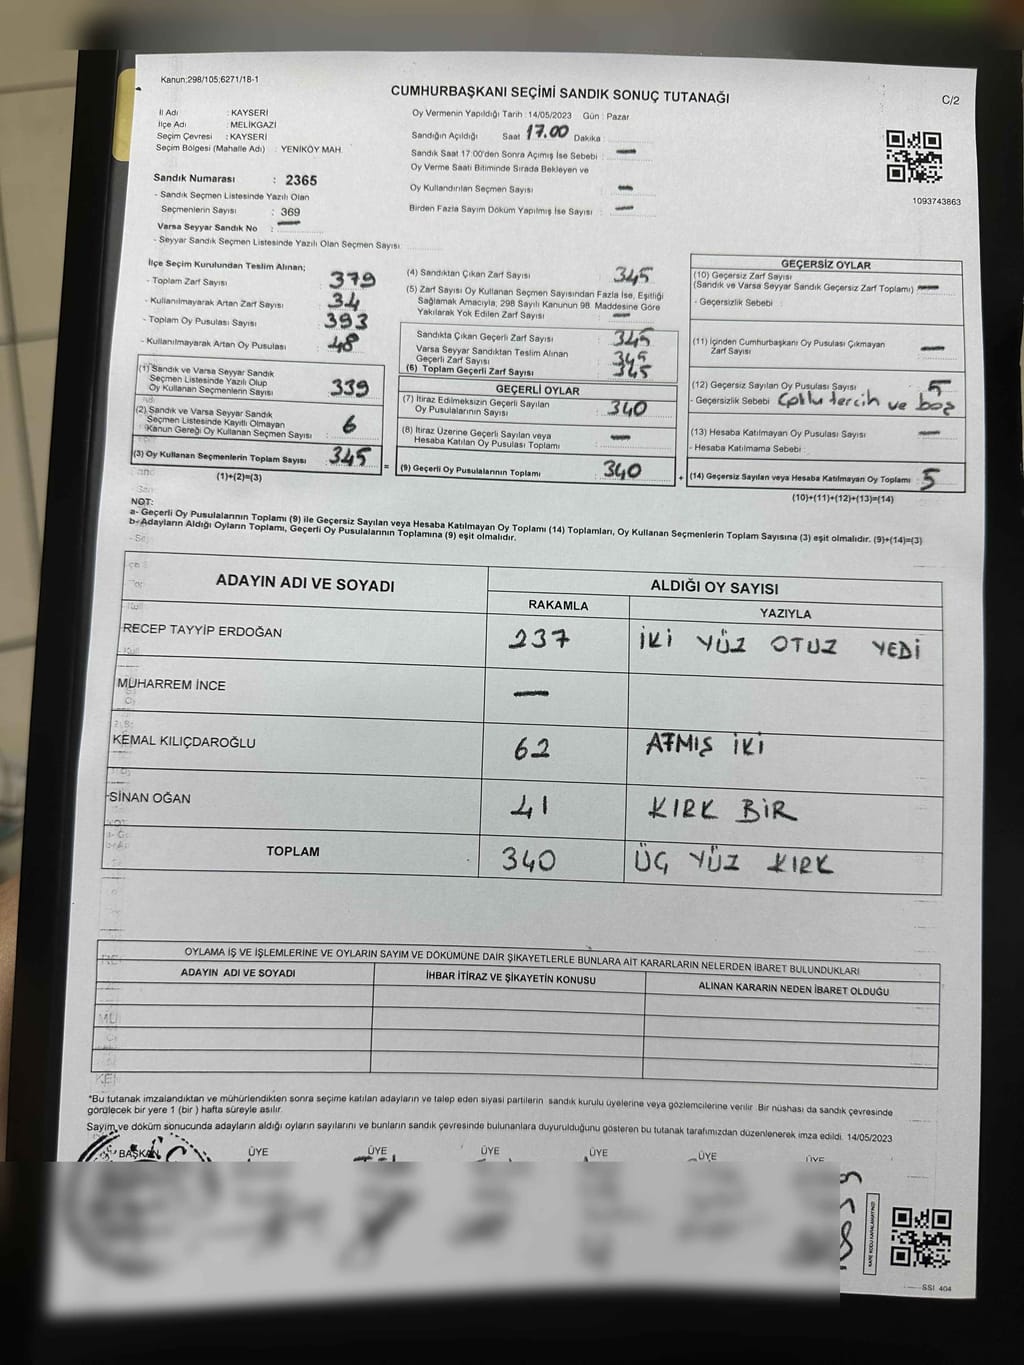 Kanun:298/105;6271/18-1
CUMHURBAŞKANI SEÇİMİ SANDIK SONUÇ TUTANAĞI
C/2
İl Adı : KAYSERİ
İlçe Adı : MELİKGAZİ
Seçim Çevresi : KAYSERİ
Seçim Bölgesi (Mahalle Adı) : YENİKÖY MAH.
Oy Vermenin Yapıldığı Tarih : 14/05/2023 Gün : Pazar
Sandığın Açıldığı Saat 17.00 Dakika
Sandık Saat 17:00'den Sonra Açımış İse Sebebi : —
Oy Verme Saati Bitiminde Sırada Bekleyen ve
Oy Kullandırılan Seçmen Sayısı —
Birden Fazla Sayım Döküm Yapılmış İse Sayısı : —
1093743863
Sandık Numarası : 2365
- Sandık Seçmen Listesinde Yazılı Olan
Seçmenlerin Sayısı : 369
Varsa Seyyar Sandık No : —
- Seyyar Sandık Seçmen Listesinde Yazılı Olan Seçmen Sayısı
İlçe Seçim Kurulundan Teslim Alınan;
- Toplam Zarf Sayısı : 379
- Kullanılmayarak Artan Zarf Sayısı : 34
- Toplam Oy Pusulası Sayısı : 393
- Kullanılmayarak Artan Oy Pusulası : 48
(1) Sandık ve Varsa Seyyar Sandık
Seçmen Listesinde Yazılı Olup
Oy Kullanan Seçmenlerin Sayısı : 339
(2) Sandık ve Varsa Seyyar Sandık
Seçmen Listesinde Kayıtlı Olmayan
Kanun Gereği Oy Kullanan Seçmen Sayısı : 6
(3) Oy Kullanan Seçmenlerin Toplam Sayısı : 345
(1)+(2)=(3)
(4) Sandıktan Çıkan Zarf Sayısı : 345
(5) Zarf Sayısı Oy Kullanan Seçmen Sayısından Fazla İse, Eşitliği
Sağlamak Amacıyla; 298 Sayılı Kanunun 98. Maddesine Göre
Yakılarak Yok Edilen Zarf Sayısı : —
Sandıkta Çıkan Geçerli Zarf Sayısı : 345
Varsa Seyyar Sandıktan Teslim Alınan
Geçerli Zarf Sayısı : 345
(6) Toplam Geçerli Zarf Sayısı : 345
GEÇERLİ OYLAR
(7) İtiraz Edilmeksizin Geçerli Sayılan
Oy Pusulalarının Sayısı : 340
(8) İtiraz Üzerine Geçerli Sayılan veya
Hesaba Katılan Oy Pusulası Toplamı : —
(9) Geçerli Oy Pusulalarının Toplamı : 340
GEÇERSİZ OYLAR
(10) Geçersiz Zarf Sayısı
(Sandık ve Varsa Seyyar Sandık Geçersiz Zarf Toplamı) : —
- Geçersizlik Sebebi :
(11) İçinden Cumhurbaşkanı Oy Pusulası Çıkmayan
Zarf Sayısı : —
(12) Geçersiz Sayılan Oy Pusulası Sayısı : 5
- Geçersizlik Sebebi Çoklu tercih ve boş
(13) Hesaba Katılmayan Oy Pusulası Sayısı : —
- Hesaba Katılmama Sebebi :
(14) Geçersiz Sayılan veya Hesaba Katılmayan Oy Toplamı : 5
(10)+(11)+(12)+(13)=(14)
NOT:
a- Geçerli Oy Pusulalarının Toplamı (9) ile Geçersiz Sayılan veya Hesaba Katılmayan Oy Toplamı (14) Toplamları, Oy Kullanan Seçmenlerin Toplam Sayısına (3) eşit olmalıdır. (9)+(14)=(3)
b- Adayların Aldığı Oyların Toplamı, Geçerli Oy Pusulalarının Toplamına (9) eşit olmalıdır.
ADAYIN ADI VE SOYADI ALDIĞI OY SAYISI
RAKAMLA YAZIYLA
RECEP TAYYİP ERDOĞAN 237 İKİ YÜZ OTUZ YEDİ
MUHARREM İNCE —
KEMAL KILIÇDAROĞLU 62 ATMIŞ İKİ
SİNAN OĞAN 41 KIRK BİR
TOPLAM 340 ÜÇ YÜZ KIRK
OYLAMA İŞ VE İŞLEMLERİNE VE OYLARIN SAYIM VE DÖKÜMÜNE DAİR ŞİKAYETLERLE BUNLARA AİT KARARLARIN NELERDEN İBARET BULUNDUKLARI
ADAYIN ADI VE SOYADI İHBAR İTİRAZ VE ŞİKAYETİN KONUSU ALINAN KARARIN NEDEN İBARET OLDUĞU
*Bu tutanak imzalandıktan ve mühürlendikten sonra seçime katılan adayların ve talep eden siyasi partilerin sandık kurulu üyelerine veya gözlemcilerine verilir. Bir nüshası da sandık çevresinde
görülecek bir yere 1 (bir ) hafta süreyle asılır.
Sayım ve döküm sonucunda adayların aldığı oyların sayılarını ve bunların sandık çevresinde bulunanlara duyurulduğunu gösteren bu tutanak tarafımızdan düzenlenerek imza edildi. 14/05/2023
BAŞKAN ÜYE ÜYE ÜYE ÜYE ÜYE ÜYE
KARE KODU KAPATMAYINIZ!
SSI 404